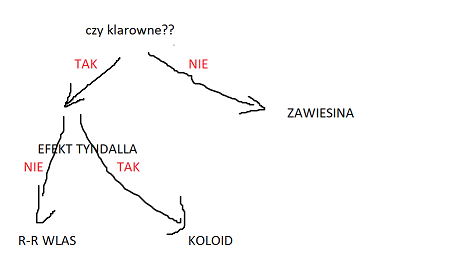 czy klarowne??
TAK
NIE
ZAWIESINA
EFEKT TYNDALLA
NIE
TAK
R-R WLAS
KOLOID